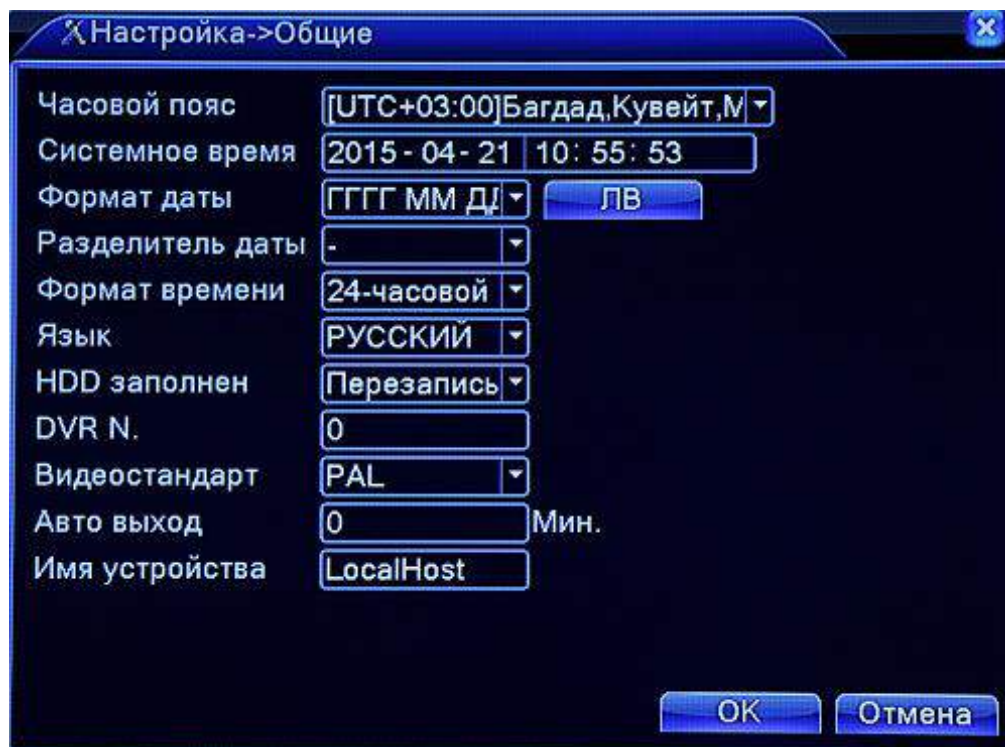 Настройка->Общие
Часовой пояс [UTC+03:00]Багдад,Кувейт,М
Системное время 2015-04-21 10:55:53
Формат даты ГГГГ ММ ДД ЛВ
Разделитель даты -
Формат времени 24-часовой
Язык РУССКИЙ
HDD заполнен Перезапись
DVR N. 0
Видеостандарт PAL
Авто выход 0 Мин.
Имя устройства LocalHost
OK Отмена